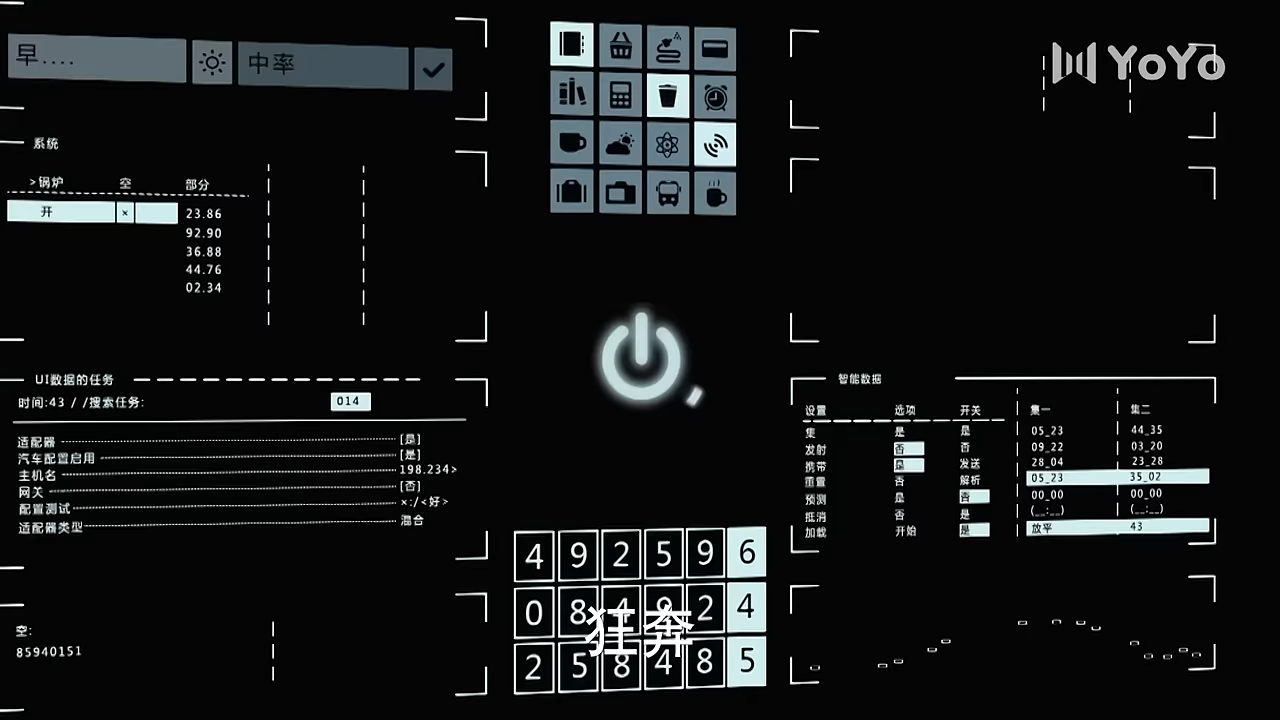 早....
中率
YoYo
系统
>锅炉 空 部分
开 × 23.86
92.90
36.88
44.76
02.34
UI数据的任务
时间:43 / /搜索任务: 014
适配器 [是]
汽车配置启用 [是]
主机名 198.234>
网关 [否]
配置测试 ×:/<好>
适配器类型 混合
智能数据
设置 选项 开关 集一 集二
集 是 是 05_23 44_35
发射 否 否 09_22 03_20
携带 是 发送 28_04 23_28
重置 否 解析 05_23 35_02
预测 是 否 00_00 00_00
抵消 否 是 (__:__) (__:__)
加载 开始 是 放平 43
4 9 2 5 9 6
0 8 4 9 2 4
狂奔
2 5 8 4 8 5
空:
85940151